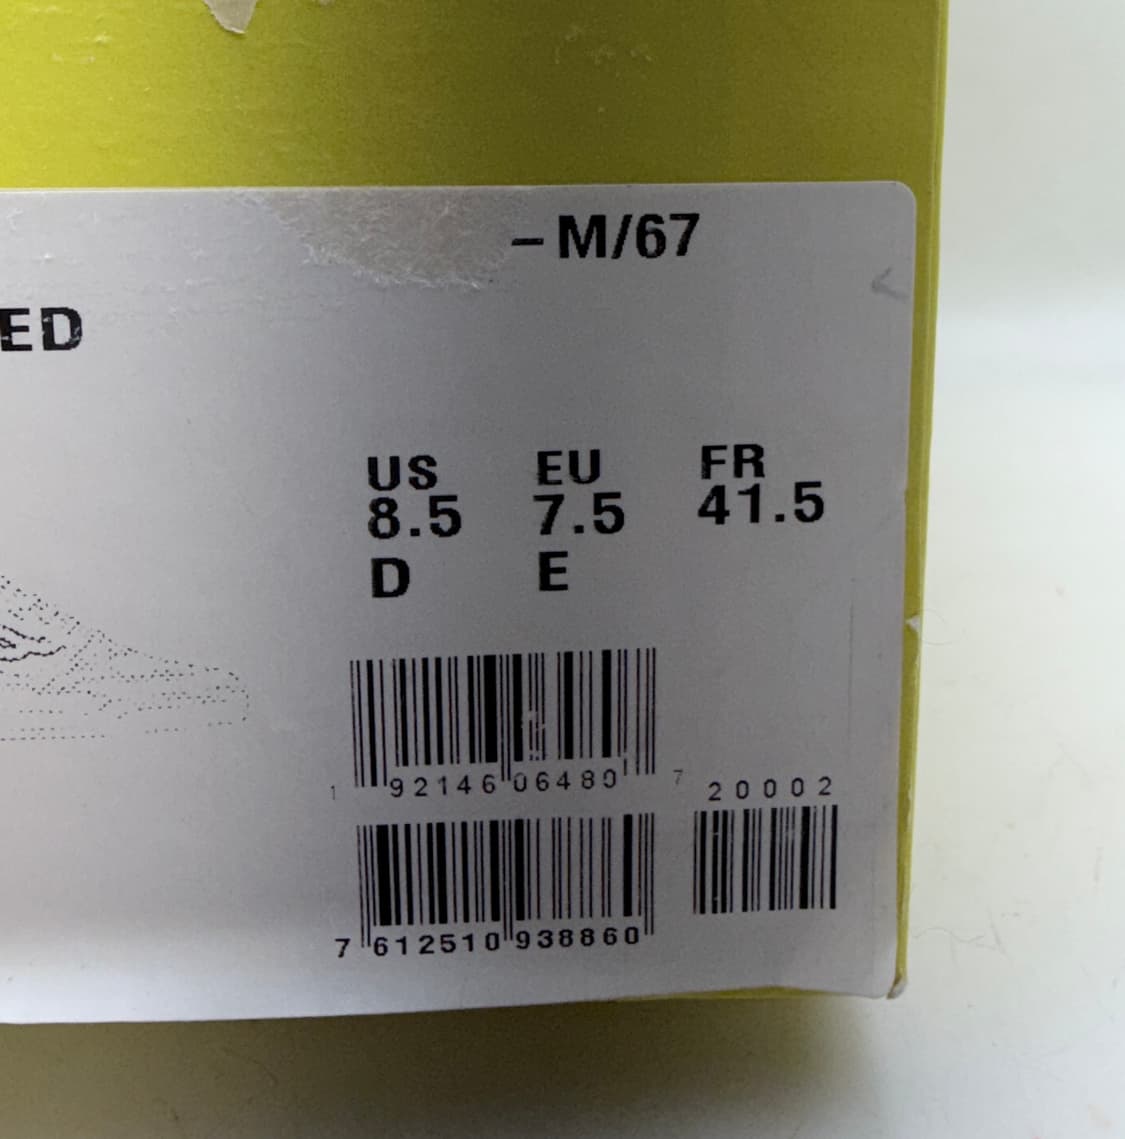 – M/67
ED
US EU FR
8.5 7.5 41.5
D E
1 92146 06480 7
20002
7 612510 938860